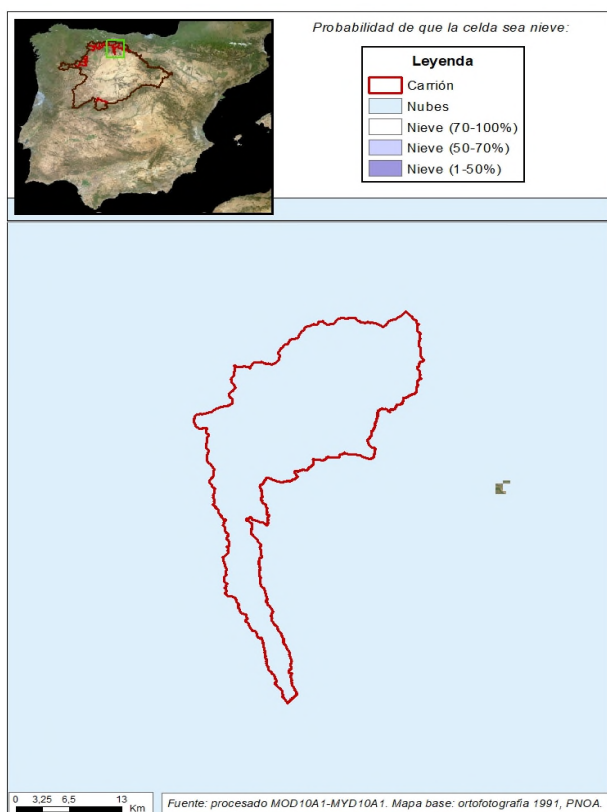 Probabilidad de que la celda sea nieve:
Leyenda
Carrión
Nubes
Nieve (70-100%)
Nieve (50-70%)
Nieve (1-50%)
0 3,25 6,5 13
Km
Fuente: procesado MOD10A1-MYD10A1. Mapa base: ortofotografia 1991, PNOA